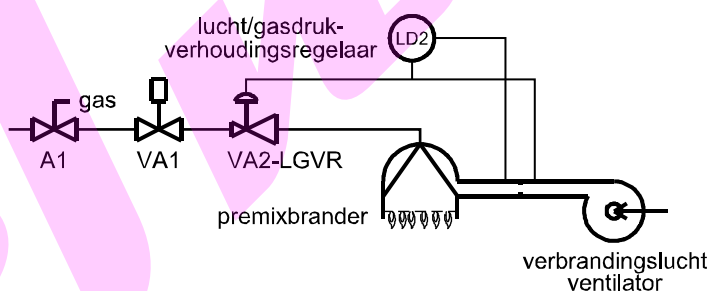 lucht/gasdruk-
verhoudingsregelaar
LD2
gas
A1
VA1
VA2-LGVR
premixbrander
verbrandingslucht
ventilator